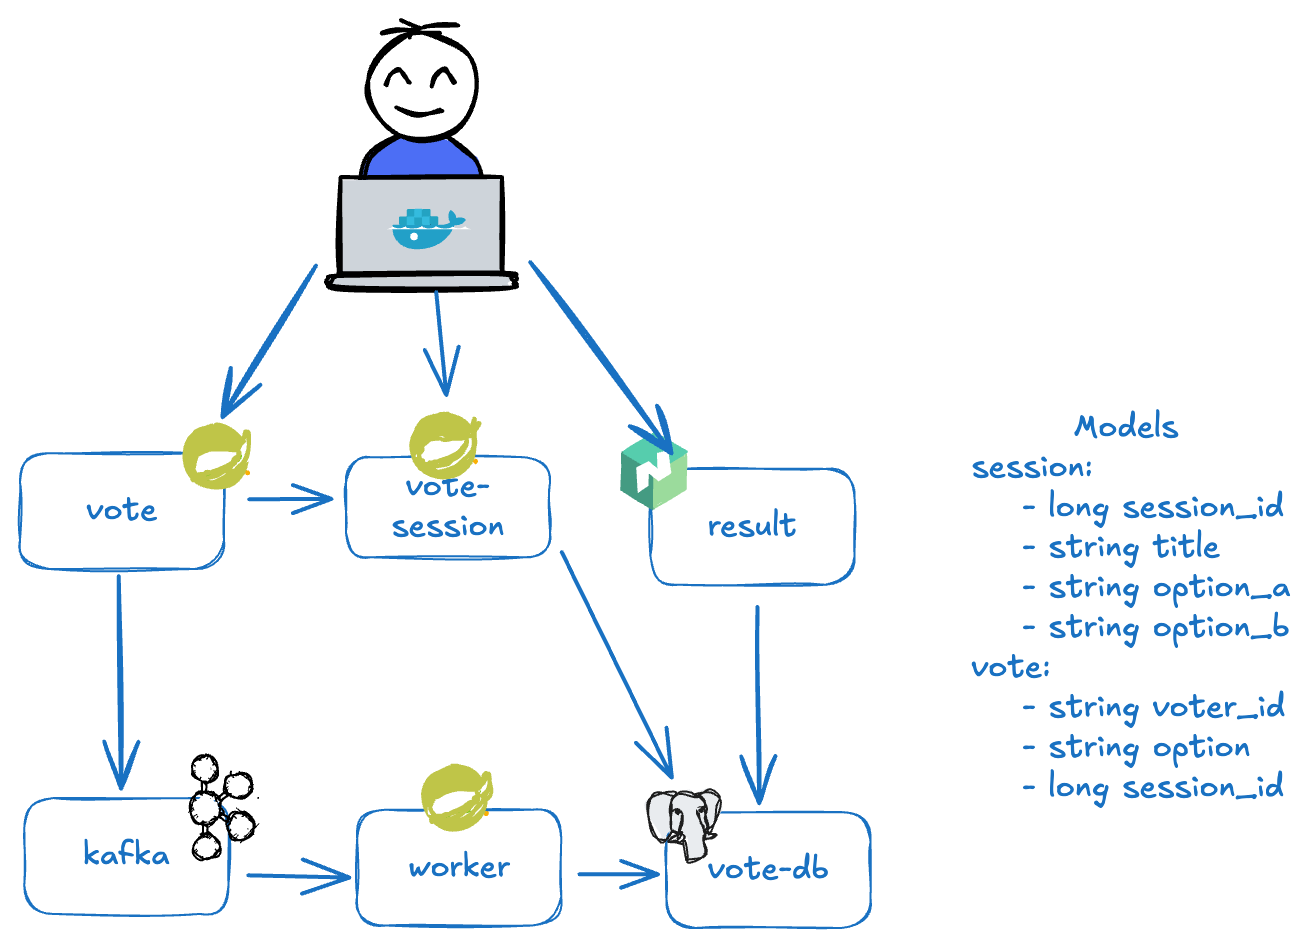 vote
vote-
session
result
kafka
worker
vote-db
Models
session:
- long session_id
- string title
- string option_a
- string option_b
vote:
- string voter_id
- string option
- long session_id